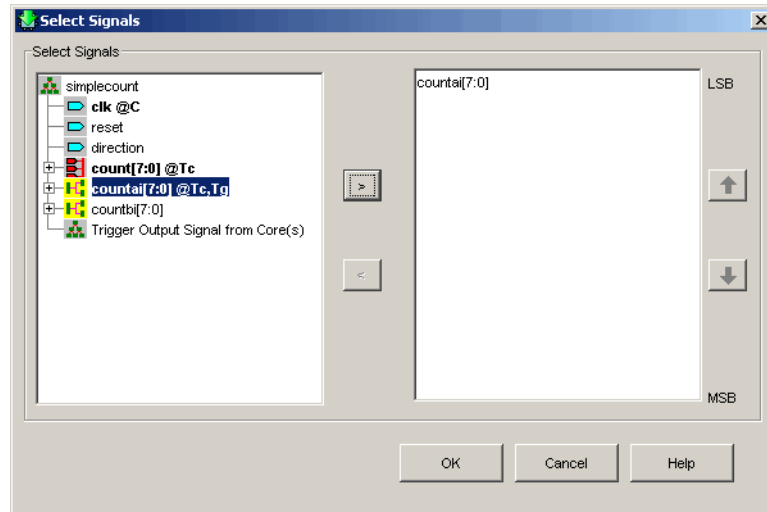 Select Signals
Select Signals
simplecount
clk @C
reset
direction
count[7:0] @Tc
countai[7:0] @Tc,Tg
countbi[7:0]
Trigger Output Signal from Core(s)
>
<
countai[7:0]
LSB
MSB
OK
Cancel
Help